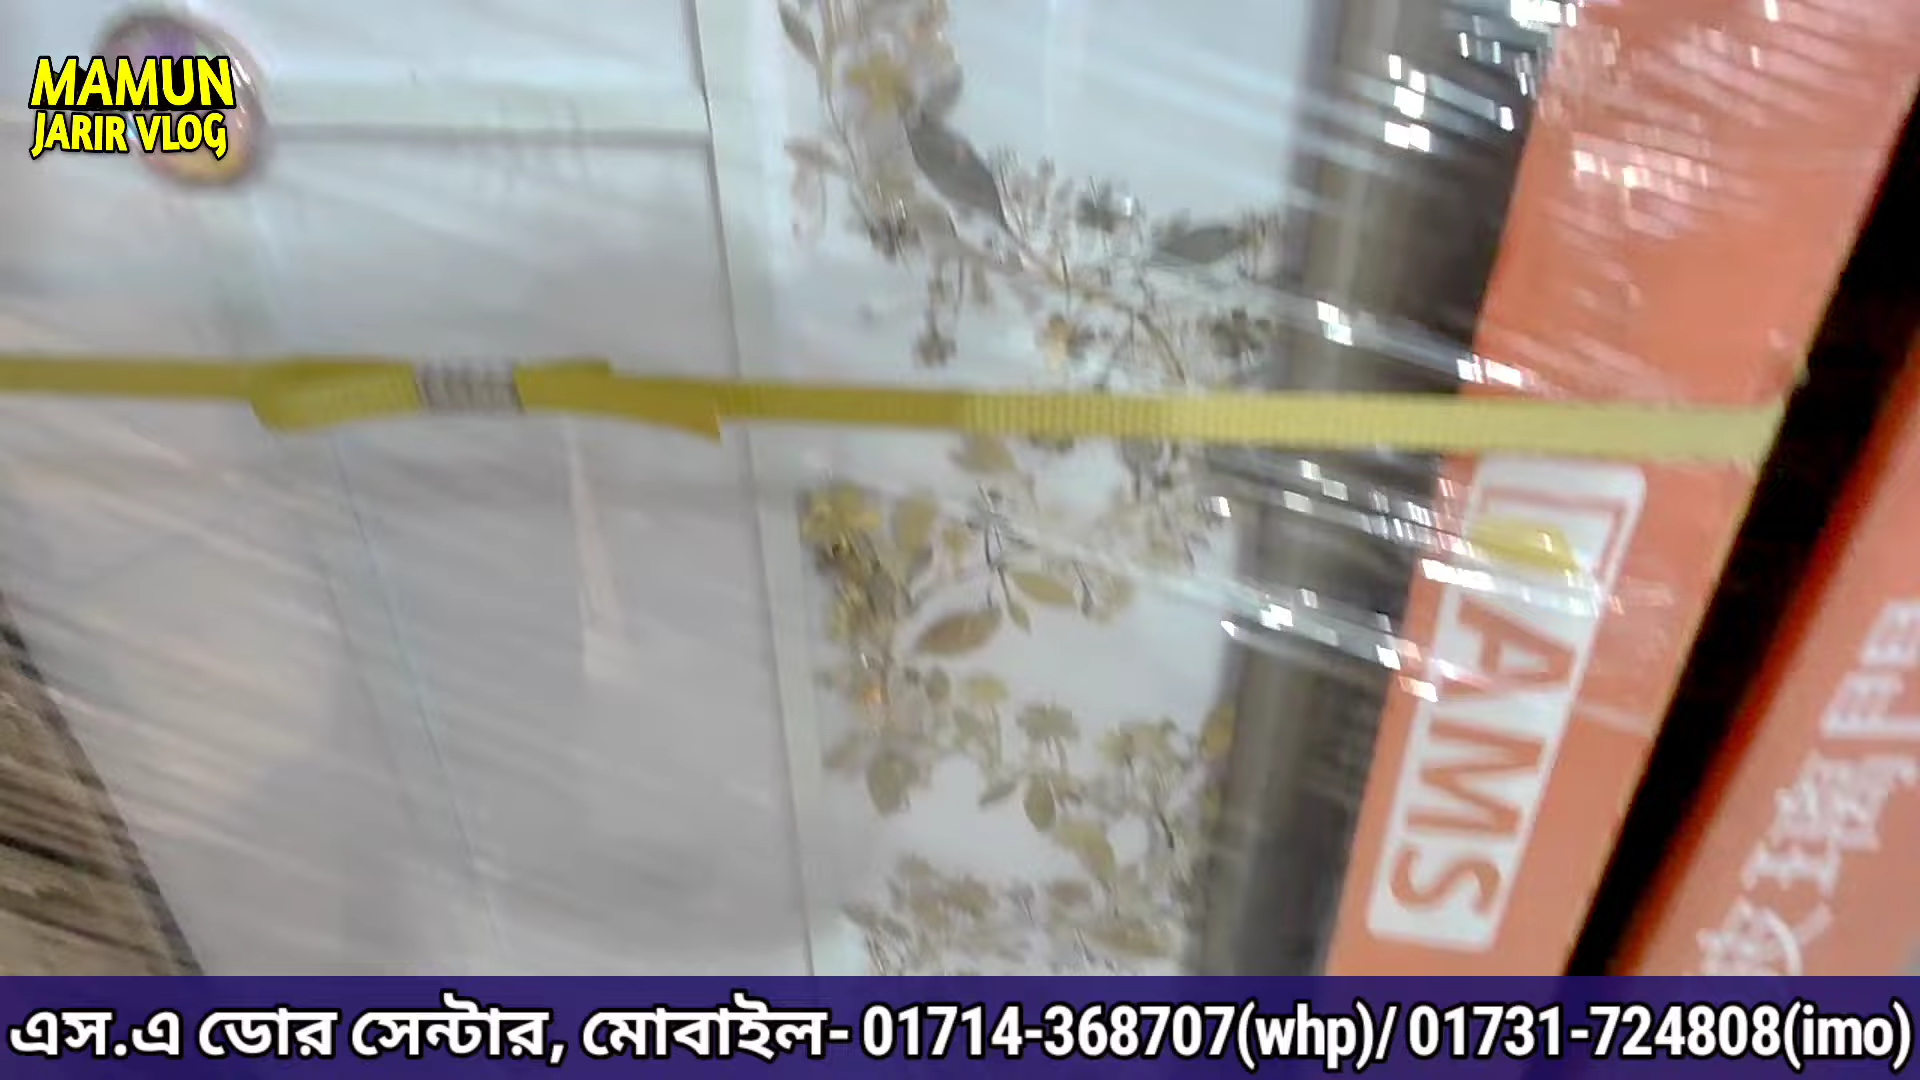 MAMUN
JARIR VLOG
AMS
এস.এ ডোর সেন্টার, মোবাইল- 01714-368707(whp)/ 01731-724808(imo)